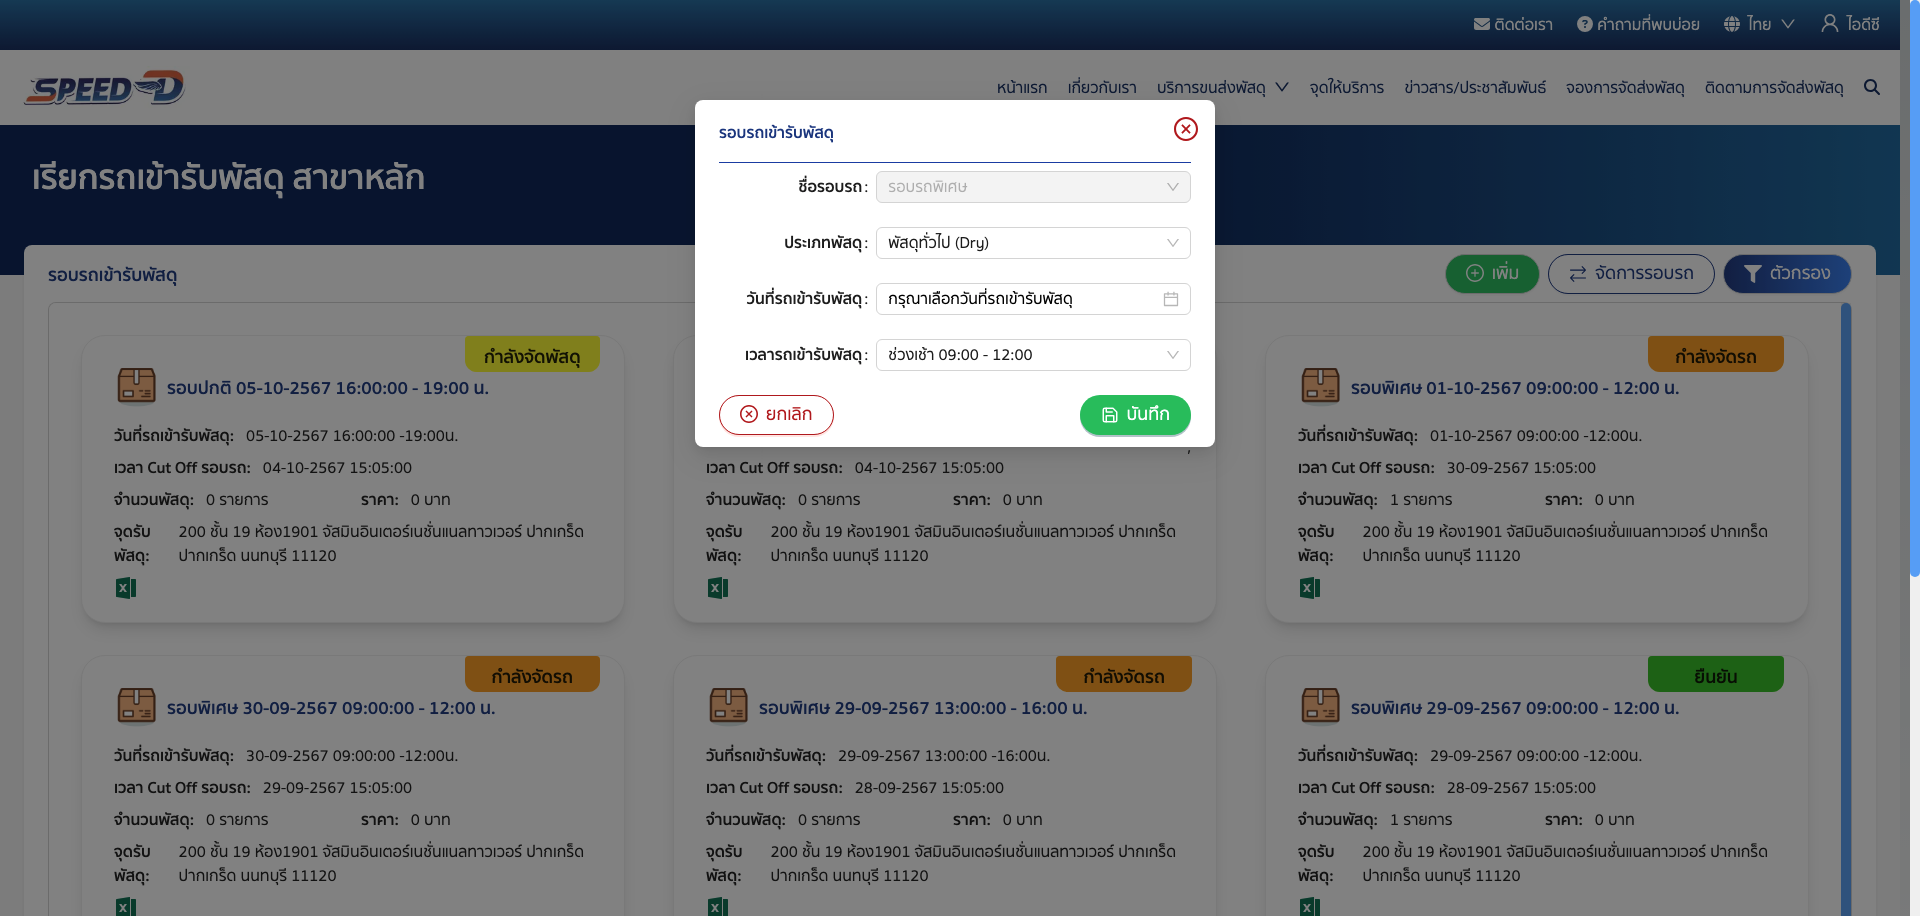 ติดต่อเรา คำถามที่พบบ่อย ไทย ไอดีซี
SPEED-D
หน้าแรก เกี่ยวกับเรา บริการขนส่งพัสดุ จุดให้บริการ ข่าวสาร/ประชาสัมพันธ์ จองการจัดส่งพัสดุ ติดตามการจัดส่งพัสดุ
เรียกรถเข้ารับพัสดุ สาขาหลัก
รอบรถเข้ารับพัสดุ
ชื่อรอบรถ : รอบรถพิเศษ
ประเภทพัสดุ : พัสดุทั่วไป (Dry)
วันที่รถเข้ารับพัสดุ : กรุณาเลือกวันที่รถเข้ารับพัสดุ
เวลารถเข้ารับพัสดุ : ช่วงเช้า 09:00 - 12:00
ยกเลิก บันทึก
รอบรถเข้ารับพัสดุ เพิ่ม จัดการรอบรถ ตัวกรอง
กำลังจัดพัสดุ
รอบปกติ 05-10-2567 16:00:00 - 19:00 น.
วันที่รถเข้ารับพัสดุ: 05-10-2567 16:00:00 -19:00น.
เวลา Cut Off รอบรถ: 04-10-2567 15:05:00
จำนวนพัสดุ: 0 รายการ ราคา: 0 บาท
จุดรับ 200 ชั้น 19 ห้อง1901 จัสมินอินเตอร์เนชั่นแนลทาวเวอร์ ปากเกร็ด
พัสดุ: ปากเกร็ด นนทบุรี 11120
เวลา Cut Off รอบรถ: 04-10-2567 15:05:00
จำนวนพัสดุ: 0 รายการ ราคา: 0 บาท
จุดรับ 200 ชั้น 19 ห้อง1901 จัสมินอินเตอร์เนชั่นแนลทาวเวอร์ ปากเกร็ด
พัสดุ: ปากเกร็ด นนทบุรี 11120
กำลังจัดรถ
รอบพิเศษ 01-10-2567 09:00:00 - 12:00 น.
วันที่รถเข้ารับพัสดุ: 01-10-2567 09:00:00 -12:00น.
เวลา Cut Off รอบรถ: 30-09-2567 15:05:00
จำนวนพัสดุ: 1 รายการ ราคา: 0 บาท
จุดรับ 200 ชั้น 19 ห้อง1901 จัสมินอินเตอร์เนชั่นแนลทาวเวอร์ ปากเกร็ด
พัสดุ: ปากเกร็ด นนทบุรี 11120
กำลังจัดรถ
รอบพิเศษ 30-09-2567 09:00:00 - 12:00 น.
วันที่รถเข้ารับพัสดุ: 30-09-2567 09:00:00 -12:00น.
เวลา Cut Off รอบรถ: 29-09-2567 15:05:00
จำนวนพัสดุ: 0 รายการ ราคา: 0 บาท
จุดรับ 200 ชั้น 19 ห้อง1901 จัสมินอินเตอร์เนชั่นแนลทาวเวอร์ ปากเกร็ด
พัสดุ: ปากเกร็ด นนทบุรี 11120
กำลังจัดรถ
รอบพิเศษ 29-09-2567 13:00:00 - 16:00 น.
วันที่รถเข้ารับพัสดุ: 29-09-2567 13:00:00 -16:00น.
เวลา Cut Off รอบรถ: 28-09-2567 15:05:00
จำนวนพัสดุ: 0 รายการ ราคา: 0 บาท
จุดรับ 200 ชั้น 19 ห้อง1901 จัสมินอินเตอร์เนชั่นแนลทาวเวอร์ ปากเกร็ด
พัสดุ: ปากเกร็ด นนทบุรี 11120
ยืนยัน
รอบพิเศษ 29-09-2567 09:00:00 - 12:00 น.
วันที่รถเข้ารับพัสดุ: 29-09-2567 09:00:00 -12:00น.
เวลา Cut Off รอบรถ: 28-09-2567 15:05:00
จำนวนพัสดุ: 1 รายการ ราคา: 0 บาท
จุดรับ 200 ชั้น 19 ห้อง1901 จัสมินอินเตอร์เนชั่นแนลทาวเวอร์ ปากเกร็ด
พัสดุ: ปากเกร็ด นนทบุรี 11120